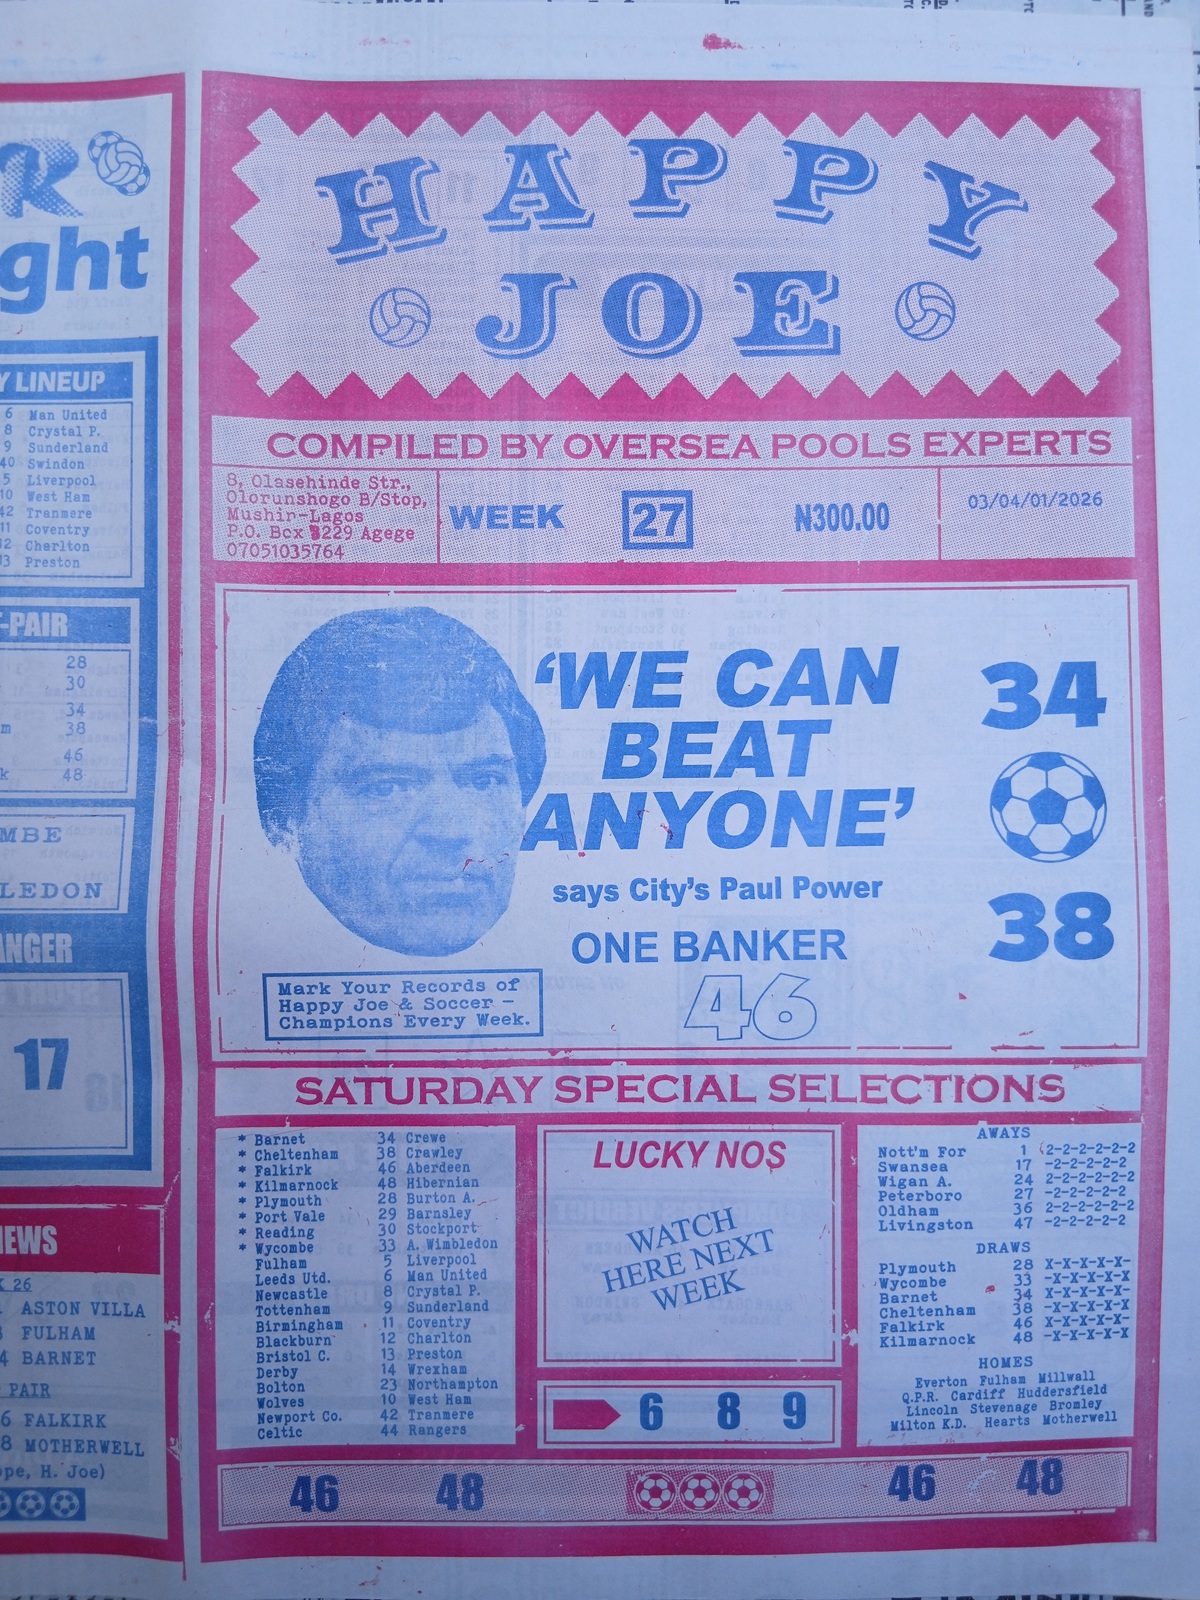 R
ght
Y LINEUP
6 Man United
8 Crystal P.
9 Sunderland
40 Swindon
5 Liverpool
10 West Ham
42 Tranmere
11 Coventry
12 Charlton
13 Preston
-PAIR
28
30
34
m 38
46
k 48
MBE
LEDON
ANGER
17
NEWS
K 26
ASTON VILLA
FULHAM
4 BARNET
PAIR
6 FALKIRK
8 MOTHERWELL
ope, H. Joe)
HAPPY
JOE
COMPILED BY OVERSEA POOLS EXPERTS
8, Olasehinde Str.,
Olorunshogo B/Stop,
Mushir-Lagos
P.O. Box 3229 Agege
07051035764
WEEK 27
₦300.00
03/04/01/2026
'WE CAN
BEAT
ANYONE'
says City's Paul Power
ONE BANKER
46
34
38
Mark Your Records of
Happy Joe & Soccer -
Champions Every Week.
SATURDAY SPECIAL SELECTIONS
* Barnet 34 Crewe
* Cheltenham 38 Crawley
* Falkirk 46 Aberdeen
* Kilmarnock 48 Hibernian
* Plymouth 28 Burton A.
* Port Vale 29 Barnsley
* Reading 30 Stockport
* Wycombe 33 A. Wimbledon
Fulham 5 Liverpool
Leeds Utd. 6 Man United
Newcastle 8 Crystal P.
Tottenham 9 Sunderland
Birmingham 11 Coventry
Blackburn 12 Charlton
Bristol C. 13 Preston
Derby 14 Wrexham
Bolton 23 Northampton
Wolves 10 West Ham
Newport Co. 42 Tranmere
Celtic 44 Rangers
LUCKY NOS
WATCH
HERE NEXT
WEEK
6 8 9
AWAYS
Nott'm For 1 2-2-2-2-2-2
Swansea 17 -2-2-2-2-2
Wigan A. 24 2-2-2-2-2-2
Peterboro 27 -2-2-2-2-2
Oldham 36 2-2-2-2-2-2
Livingston 47 -2-2-2-2-2
DRAWS
Plymouth 28 X-X-X-X-X-
Wycombe 33 -X-X-X-X-X
Barnet 34 X-X-X-X-X-
Cheltenham 38 -X-X-X-X-X
Falkirk 46 X-X-X-X-X-
Kilmarnock 48 -X-X-X-X-X
HOMES
Everton Fulham Millwall
Q.P.R. Cardiff Huddersfield
Lincoln Stevenage Bromley
Milton K.D. Hearts Motherwell
46 48
46 48